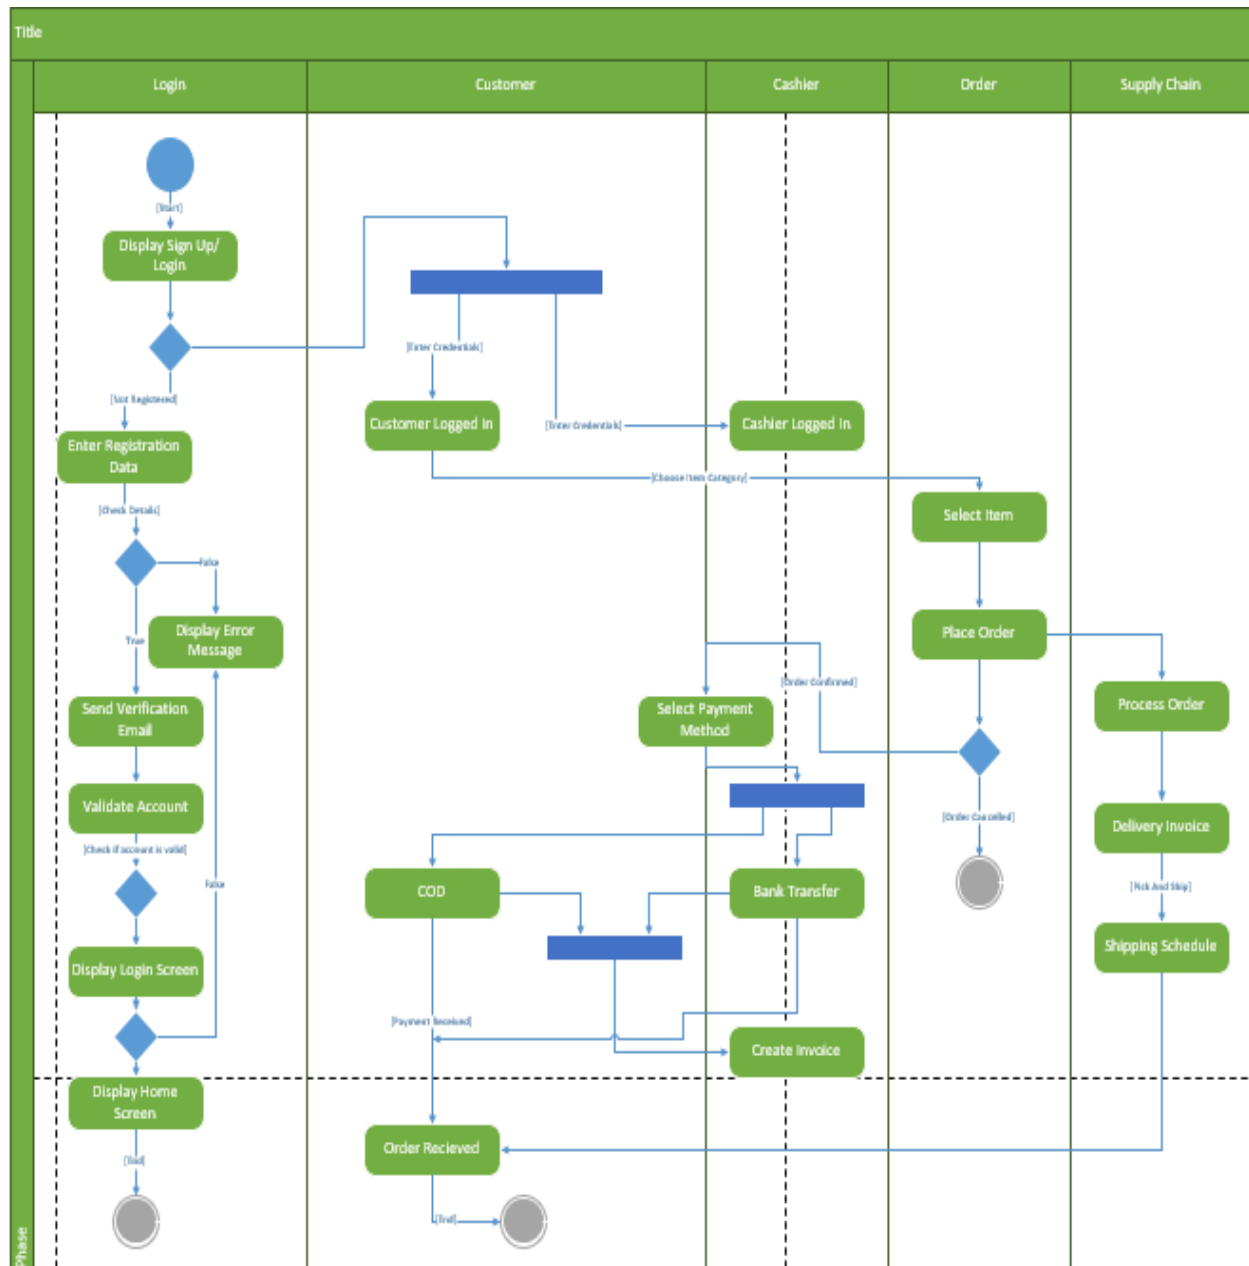 Title
Login
Customer
Cashier
Order
Supply Chain
[Start]
Display Sign Up/
Login
[Enter Credentials]
[Not Registered]
Customer Logged In
[Enter Credentials]
Cashier Logged In
Enter Registration
Data
[Choose Item Category]
[Check Details]
Select Item
False
True
Display Error
Message
Place Order
[Order Confirmed]
Send Verification
Email
Select Payment
Method
Process Order
Validate Account
[Order Cancelled]
Delivery Invoice
[Check if account is valid]
False
COD
Bank Transfer
[Pick And Ship]
Shipping Schedule
Display Login Screen
[Payment Received]
Create Invoice
Display Home
Screen
Order Recieved
[End]
[End]
Phase